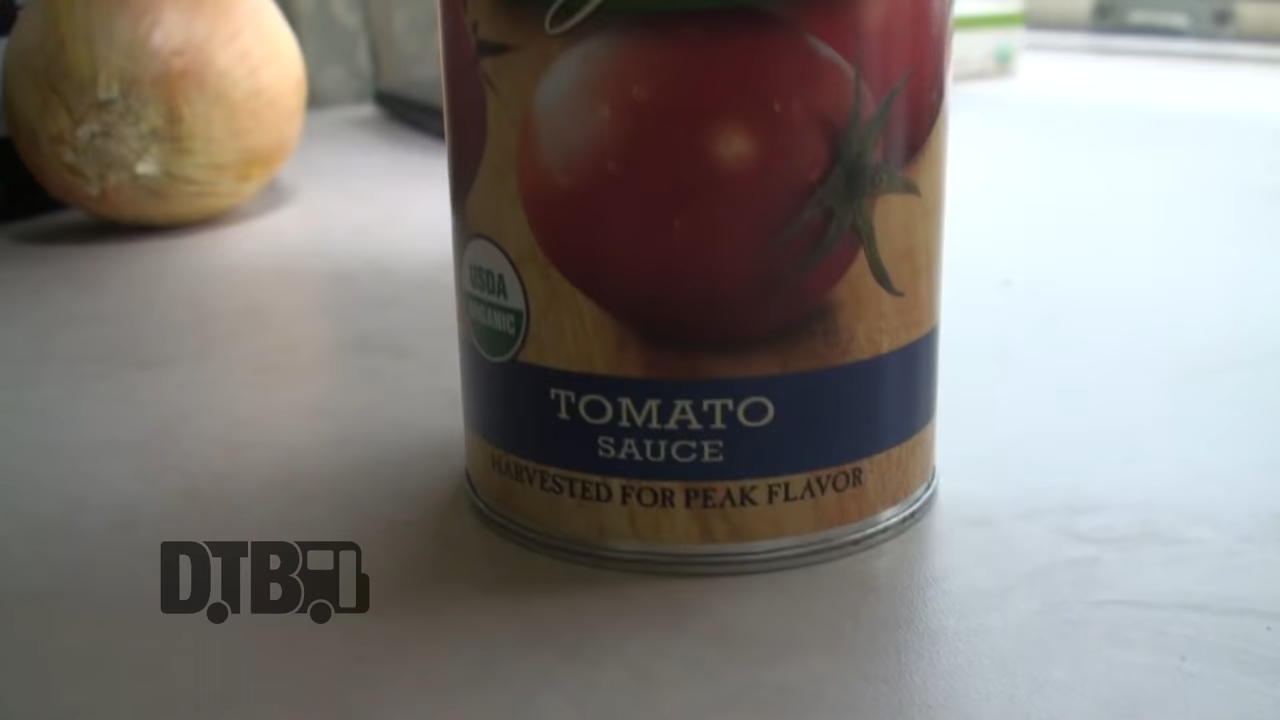 USDA
ORGANIC
TOMATO
SAUCE
HARVESTED FOR PEAK FLAVOR
DTB